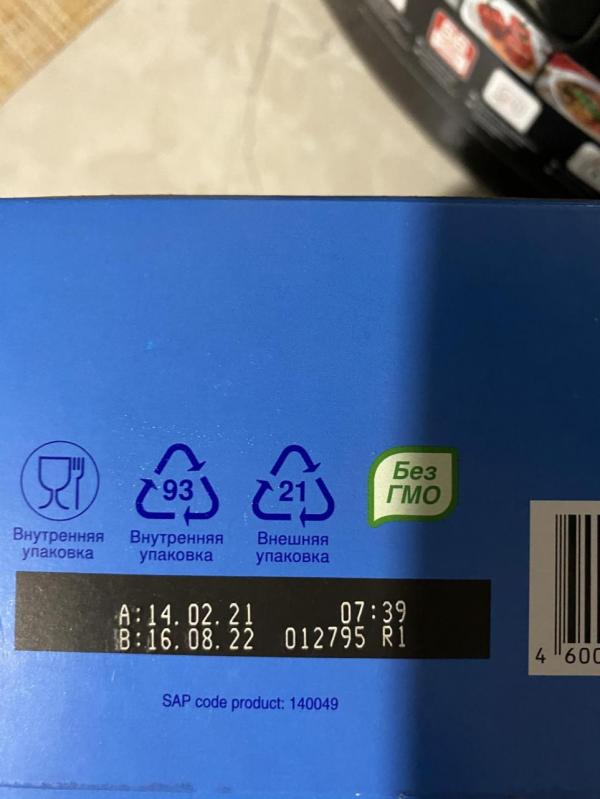 93
21
Без
ГМО
Внутренняя
упаковка
Внутренняя
упаковка
Внешняя
упаковка
A:14.02.21 07:39
B:16.08.22 012795 R1
4 600
SAP code product: 140049